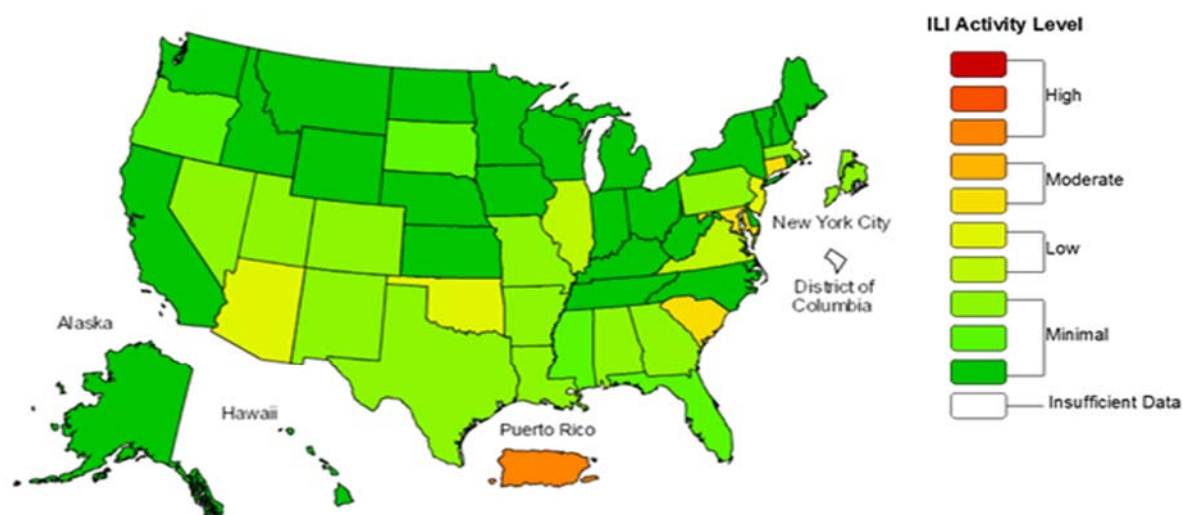 ILI Activity Level
High
Moderate
Low
Minimal
Insufficient Data
New York City
District of
Columbia
Alaska
Hawaii
Puerto Rico